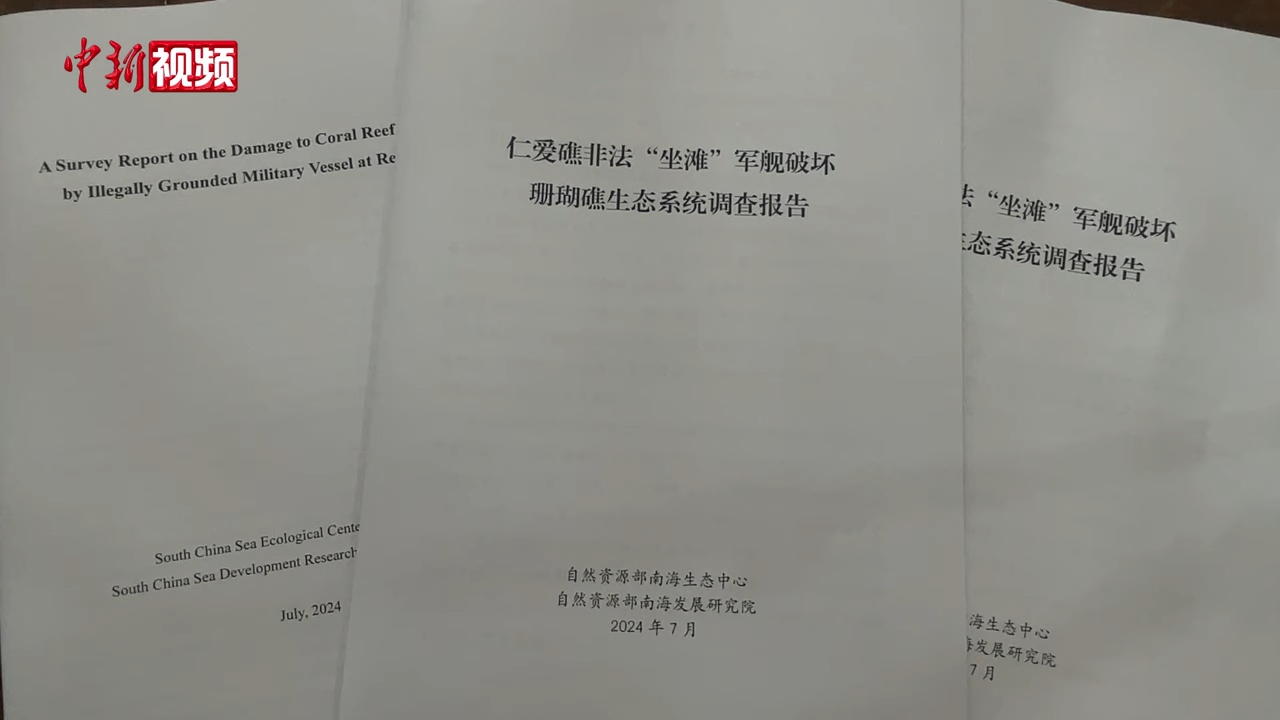 中新视频
A Survey Report on the Damage to Coral Reef
by Illegally Grounded Military Vessel at Re
South China Sea Ecological Cente
South China Sea Development Research
July, 2024
仁爱礁非法“坐滩”军舰破坏
珊瑚礁生态系统调查报告
自然资源部南海生态中心
自然资源部南海发展研究院
2024 年 7 月
法“坐滩”军舰破坏
生态系统调查报告
海生态中心
海发展研究院
7 月